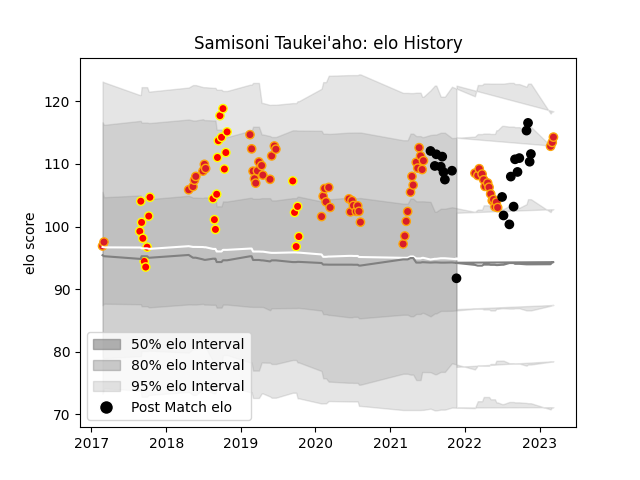 Samisoni Taukei'aho: elo History
elo score
120
110
100
90
80
70
50% elo Interval
80% elo Interval
95% elo Interval
Post Match elo
2017 2018 2019 2020 2021 2022 2023